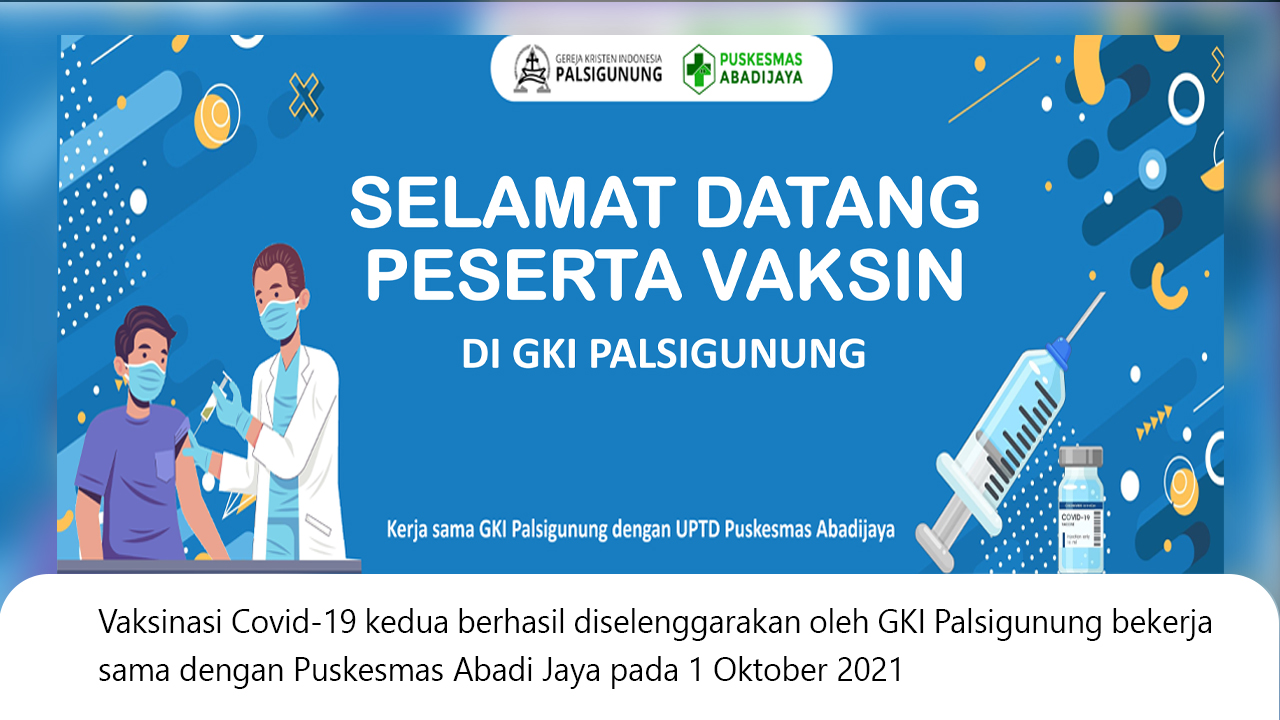 GEREJA KRISTEN INDONESIA
PALSIGUNUNG
PUSKESMAS
ABADIJAYA
SELAMAT DATANG
PESERTA VAKSIN
DI GKI PALSIGUNUNG
COVID-19
Kerja sama GKI Palsigunung dengan UPTD Puskesmas Abadijaya
Vaksinasi Covid-19 kedua berhasil diselenggarakan oleh GKI Palsigunung bekerja
sama dengan Puskesmas Abadi Jaya pada 1 Oktober 2021